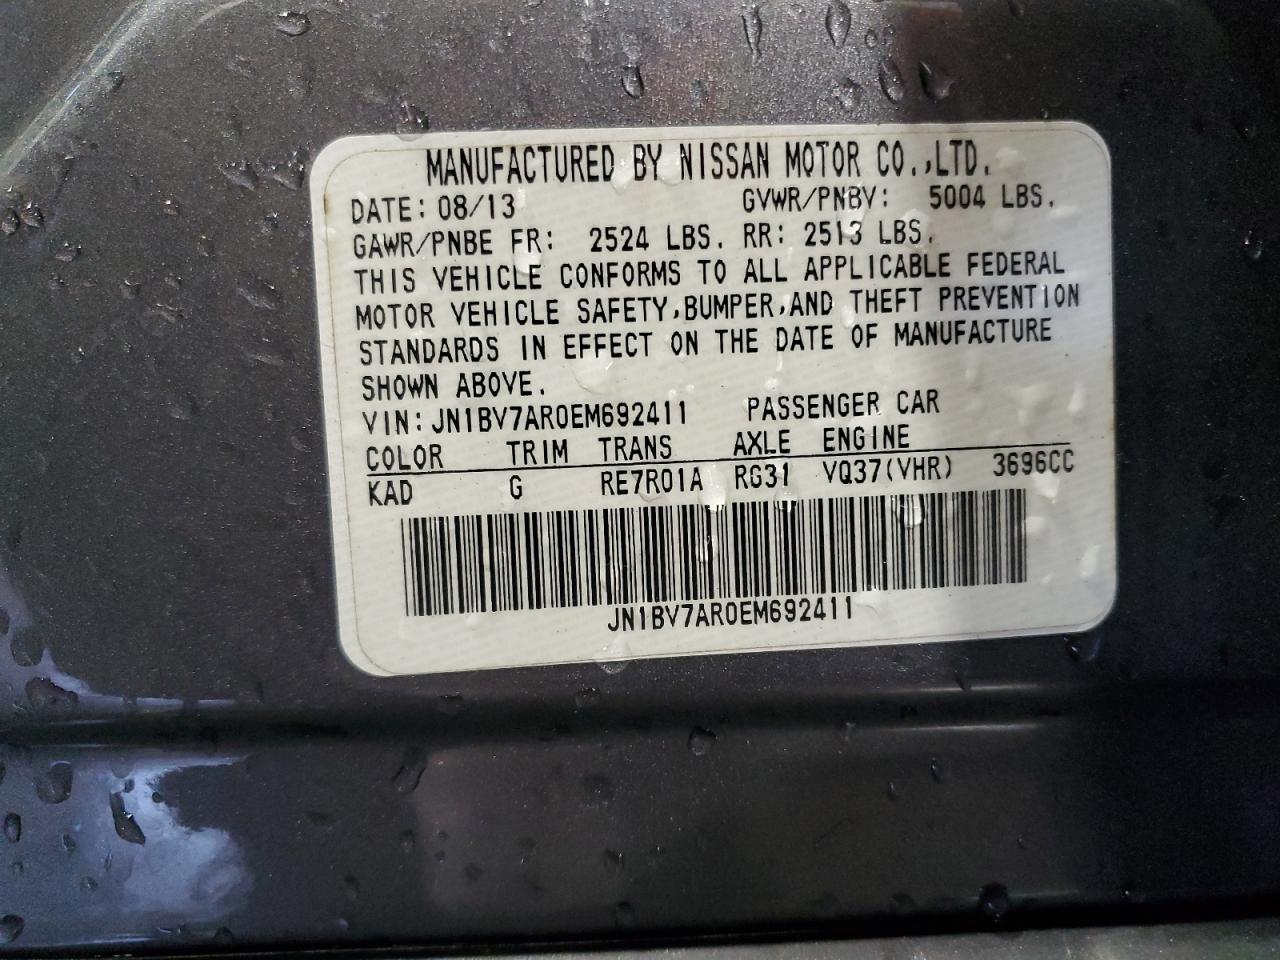 MANUFACTURED BY NISSAN MOTOR CO.,LTD.
DATE: 08/13 GVWR/PNBV: 5004 LBS.
GAWR/PNBE FR: 2524 LBS. RR: 2513 LBS.
THIS VEHICLE CONFORMS TO ALL APPLICABLE FEDERAL
MOTOR VEHICLE SAFETY,BUMPER,AND THEFT PREVENTION
STANDARDS IN EFFECT ON THE DATE OF MANUFACTURE
SHOWN ABOVE.
VIN: JN1BV7AR0EM692411 PASSENGER CAR
COLOR TRIM TRANS AXLE ENGINE
KAD G RE7R01A RG31 VQ37(VHR) 3696CC
JN1BV7AR0EM692411